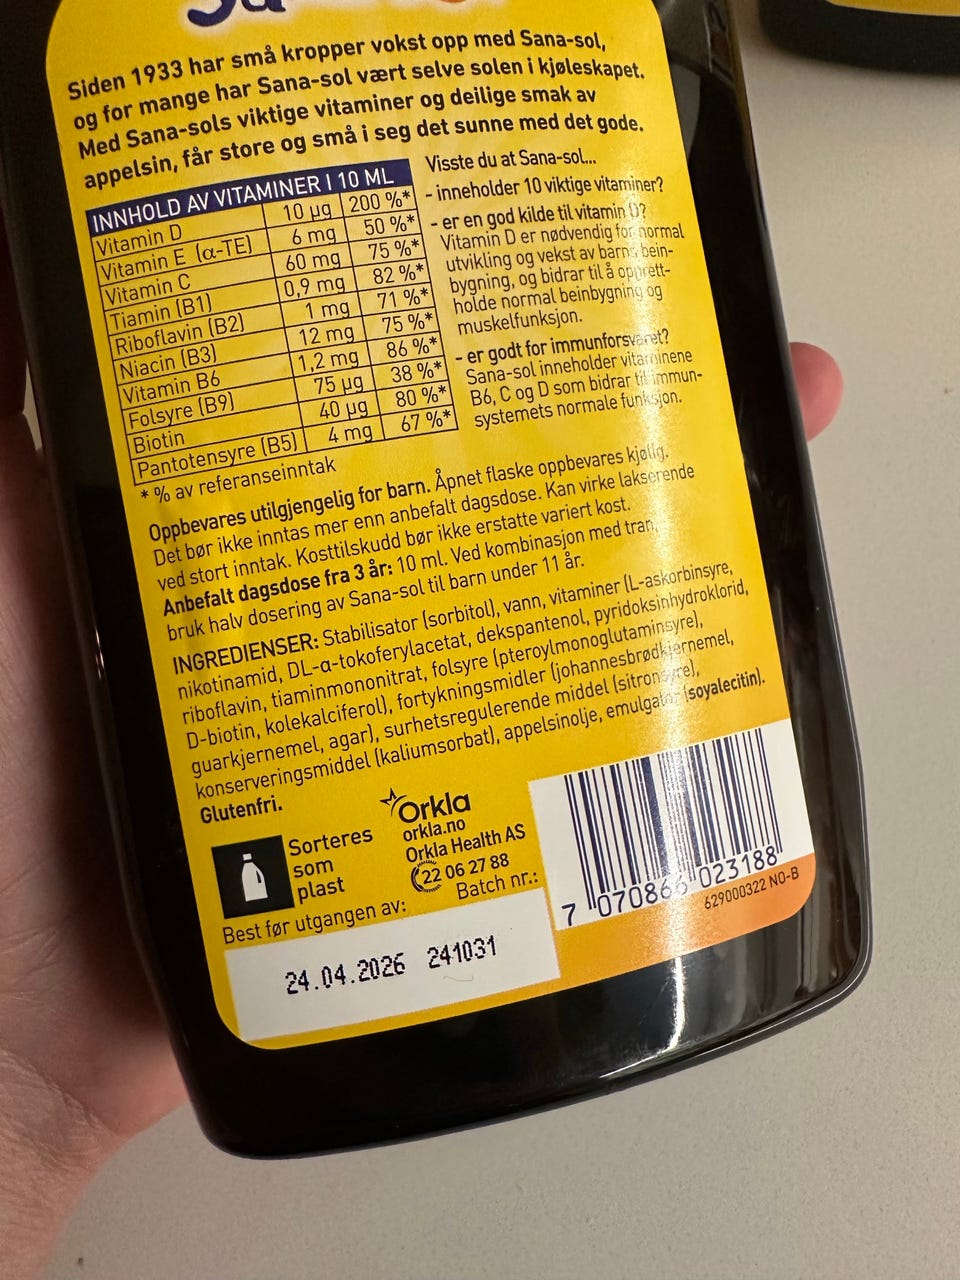 Siden 1933 har små kropper vokst opp med Sana-sol,
og for mange har Sana-sol vært selve solen i kjøleskapet.
Med Sana-sols viktige vitaminer og deilige smak av
appelsin, får store og små i seg det sunne med det gode.
INNHOLD AV VITAMINER I 10 ML
Vitamin D 10 µg 200 %*
Vitamin E (α-TE) 6 mg 50 %*
Vitamin C 60 mg 75 %*
Tiamin (B1) 0,9 mg 82 %*
Riboflavin (B2) 1 mg 71 %*
Niacin (B3) 12 mg 75 %*
Vitamin B6 1,2 mg 86 %*
Folsyre (B9) 75 µg 38 %*
Biotin 40 µg 80 %*
Pantotensyre (B5) 4 mg 67 %*
* % av referanseinntak
Visste du at Sana-sol...
- inneholder 10 viktige vitaminer?
- er en god kilde til vitamin D?
Vitamin D er nødvendig for normal
utvikling og vekst av barns bein-
bygning, og bidrar til å opprett-
holde normal beinbygning og
muskelfunksjon.
- er godt for immunforsvaret?
Sana-sol inneholder vitaminene
B6, C og D som bidrar til immun-
systemets normale funksjon.
Oppbevares utilgjengelig for barn. Åpnet flaske oppbevares kjølig.
Det bør ikke inntas mer enn anbefalt dagsdose. Kan virke lakserende
ved stort inntak. Kosttilskudd bør ikke erstatte variert kost.
Anbefalt dagsdose fra 3 år: 10 ml. Ved kombinasjon med tran,
bruk halv dosering av Sana-sol til barn under 11 år.
INGREDIENSER: Stabilisator (sorbitol), vann, vitaminer (L-askorbinsyre,
nikotinamid, DL-α-tokoferylacetat, dekspantenol, pyridoksinhydroklorid,
riboflavin, tiaminmononitrat, folsyre (pteroylmonoglutaminsyre),
D-biotin, kolekalciferol), fortykningsmidler (johannesbrødkjernemel,
guarkjernemel, agar), surhetsregulerende middel (sitronsyre),
konserveringsmiddel (kaliumsorbat), appelsinolje, emulgator (soyalecitin).
Glutenfri.
Sorteres
som
plast
Orkla
orkla.no
Orkla Health AS
22 06 27 88
Batch nr.:
Best før utgangen av:
24.04.2026 241031
7 070866 023188
629000322 NO-B